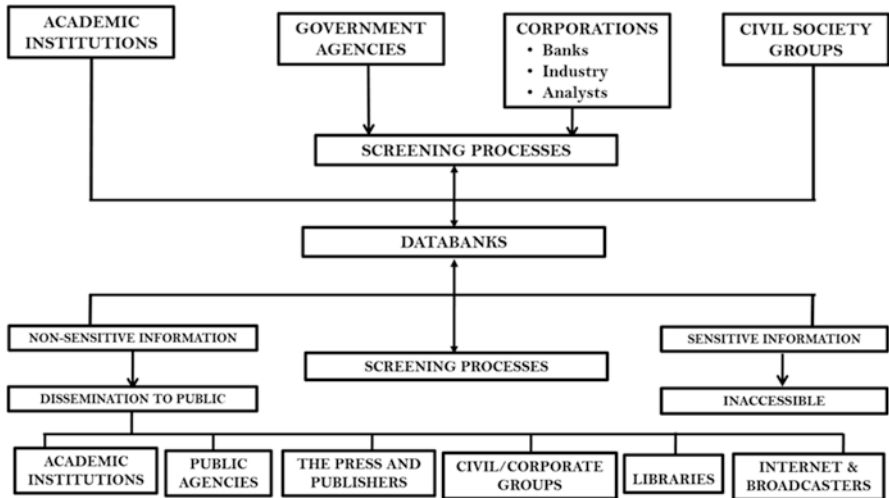 ACADEMIC
INSTITUTIONS
GOVERNMENT
AGENCIES
CORPORATIONS
• Banks
• Industry
• Analysts
CIVIL SOCIETY
GROUPS
SCREENING PROCESSES
DATABANKS
NON-SENSITIVE INFORMATION
SCREENING PROCESSES
SENSITIVE INFORMATION
DISSEMINATION TO PUBLIC
INACCESSIBLE
ACADEMIC
INSTITUTIONS
PUBLIC
AGENCIES
THE PRESS AND
PUBLISHERS
CIVIL/CORPORATE
GROUPS
LIBRARIES
INTERNET &
BROADCASTERS